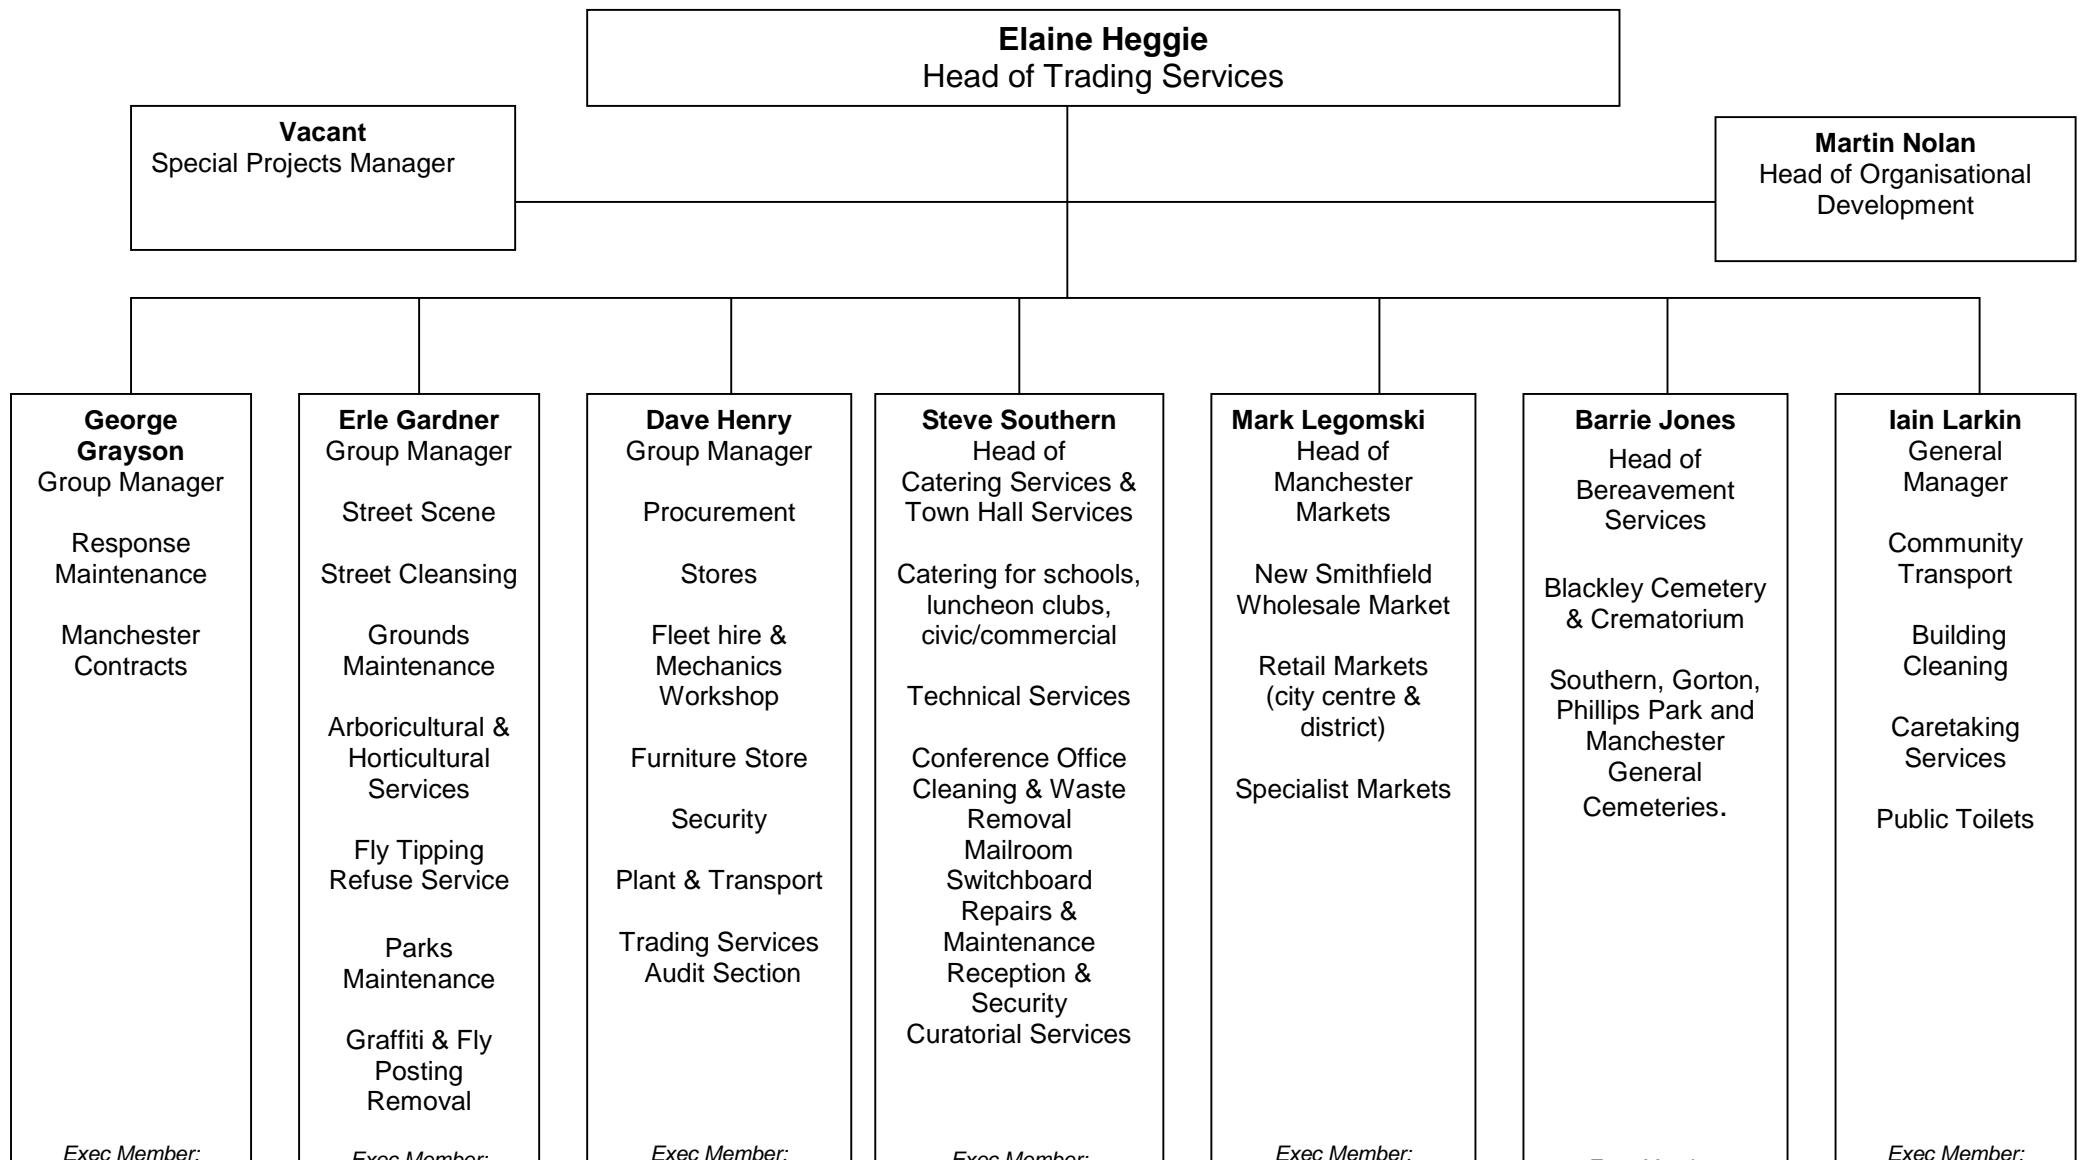 Elaine Heggie
Head of Trading Services
Vacant
Special Projects Manager
Martin Nolan
Head of Organisational
Development
George
Grayson
Group Manager
Response
Maintenance
Manchester
Contracts
Exec Member:
Erle Gardner
Group Manager
Street Scene
Street Cleansing
Grounds
Maintenance
Arboricultural &
Horticultural
Services
Fly Tipping
Refuse Service
Parks
Maintenance
Graffiti & Fly
Posting
Removal
Exec Member:
Dave Henry
Group Manager
Procurement
Stores
Fleet hire &
Mechanics
Workshop
Furniture Store
Security
Plant & Transport
Trading Services
Audit Section
Exec Member:
Steve Southern
Head of
Catering Services &
Town Hall Services
Catering for schools,
luncheon clubs,
civic/commercial
Technical Services
Conference Office
Cleaning & Waste
Removal
Mailroom
Switchboard
Repairs &
Maintenance
Reception &
Security
Curatorial Services
Exec Member:
Mark Legomski
Head of
Manchester
Markets
New Smithfield
Wholesale Market
Retail Markets
(city centre &
district)
Specialist Markets
Exec Member:
Barrie Jones
Head of
Bereavement
Services
Blackley Cemetery
& Crematorium
Southern, Gorton,
Phillips Park and
Manchester
General
Cemeteries.
Iain Larkin
General
Manager
Community
Transport
Building
Cleaning
Caretaking
Services
Public Toilets
Exec Member: